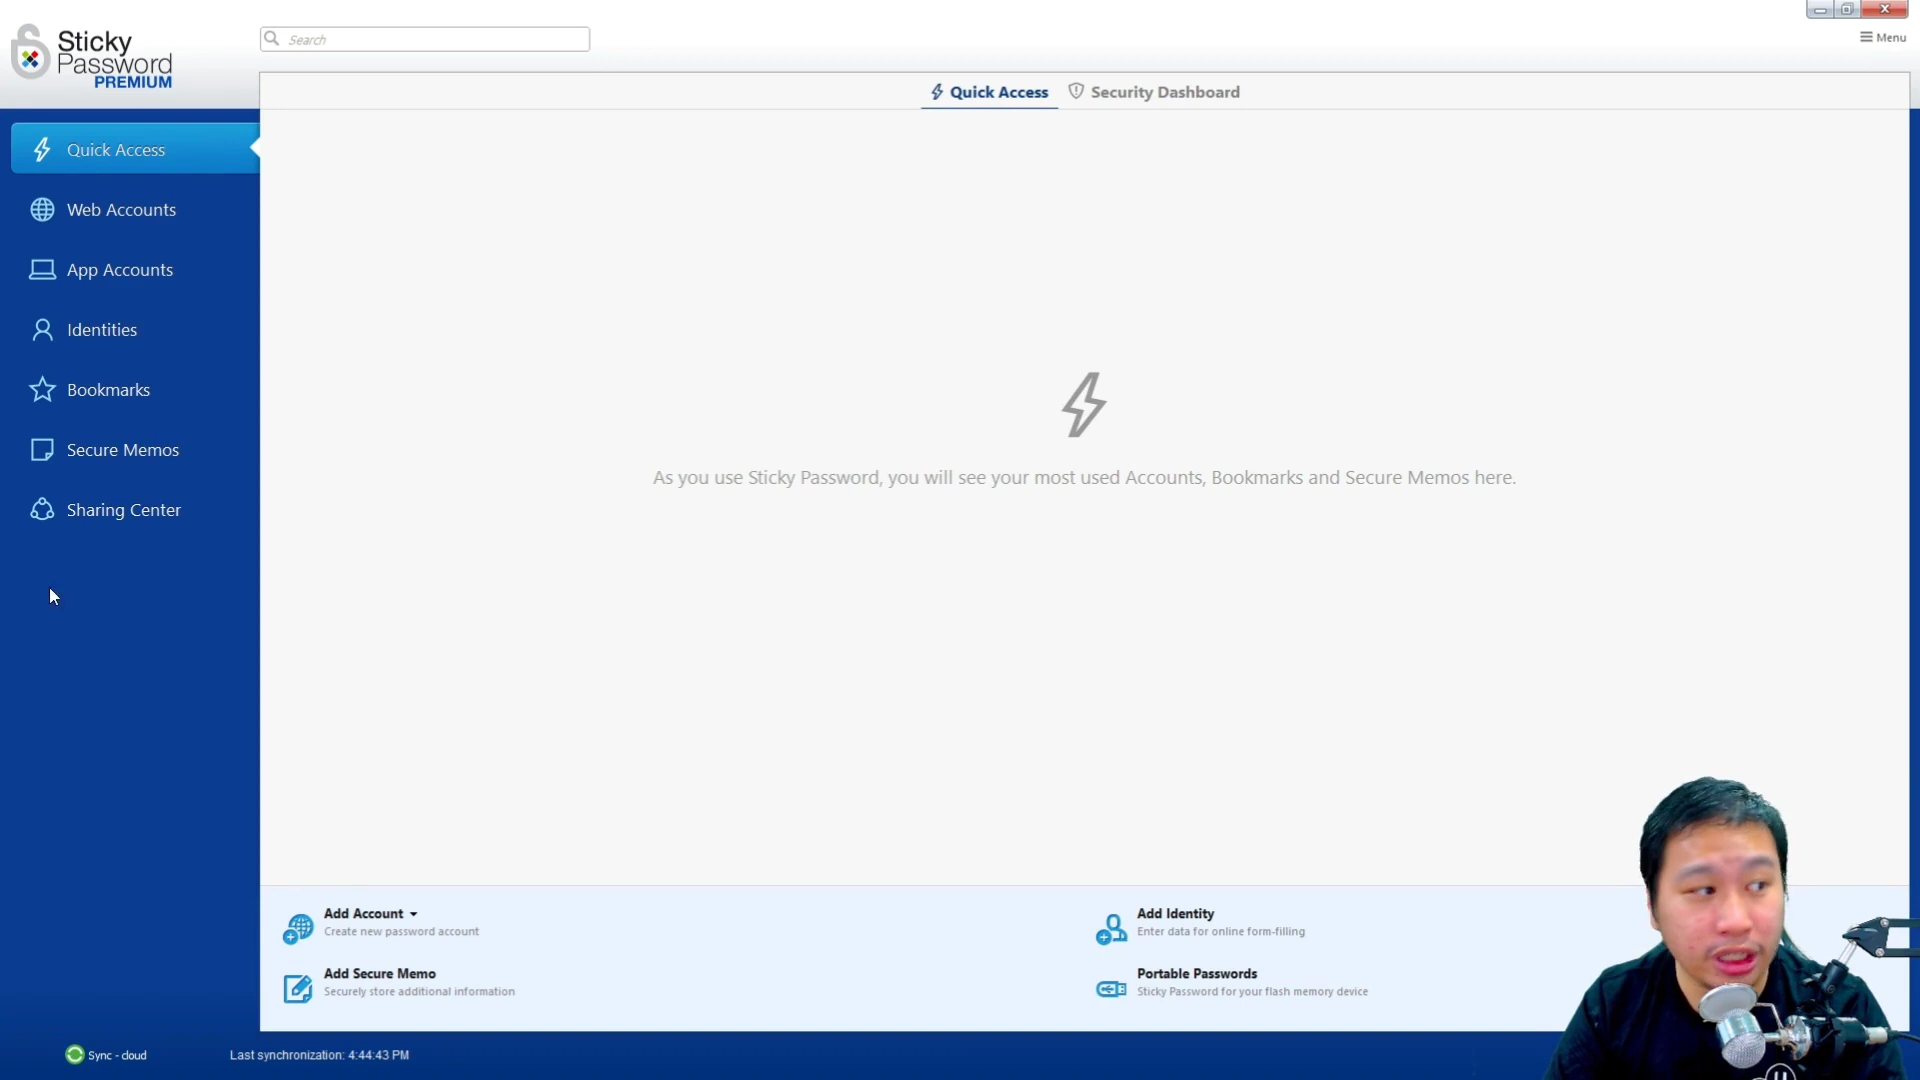 Sticky
Password
PREMIUM
Search
Menu
Quick Access
Security Dashboard
Quick Access
Web Accounts
App Accounts
Identities
Bookmarks
Secure Memos
Sharing Center
As you use Sticky Password, you will see your most used Accounts, Bookmarks and Secure Memos here.
Add Account
Create new password account
Add Identity
Enter data for online form-filling
Add Secure Memo
Securely store additional information
Portable Passwords
Sticky Password for your flash memory device
Sync - cloud
Last synchronization: 4:44:43 PM